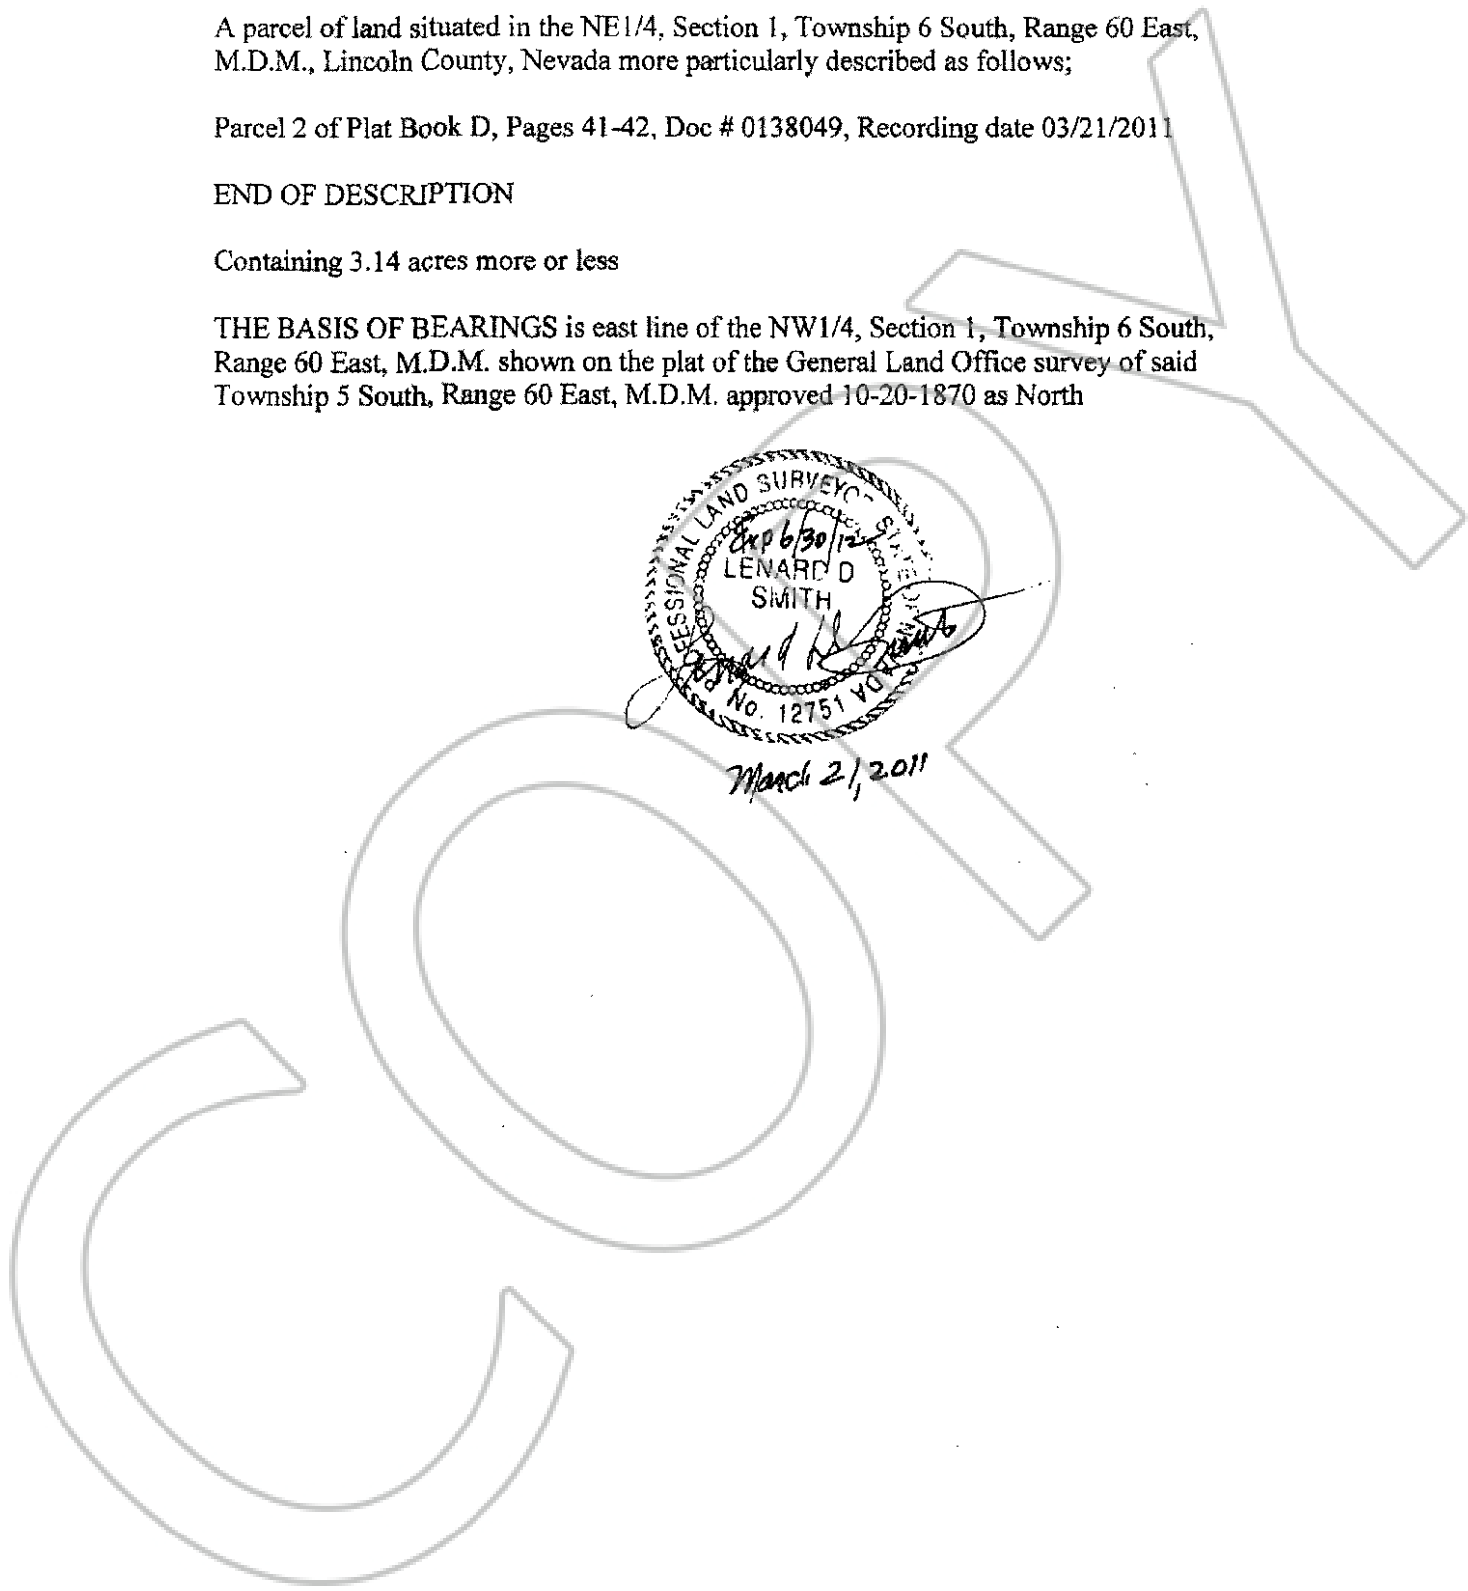 A parcel of land situated in the NE1/4, Section 1, Township 6 South, Range 60 East,
M.D.M., Lincoln County, Nevada more particularly described as follows;
Parcel 2 of Plat Book D, Pages 41-42, Doc # 0138049, Recording date 03/21/2011
END OF DESCRIPTION
Containing 3.14 acres more or less
THE BASIS OF BEARINGS is east line of the NW1/4, Section 1, Township 6 South,
Range 60 East, M.D.M. shown on the plat of the General Land Office survey of said
Township 5 South, Range 60 East, M.D.M. approved 10-20-1870 as North
LAND SURVEYOR STATE OF
Exp 6/30/12
LENARD D
SMITH
No. 12751
March 21, 2011
COPY